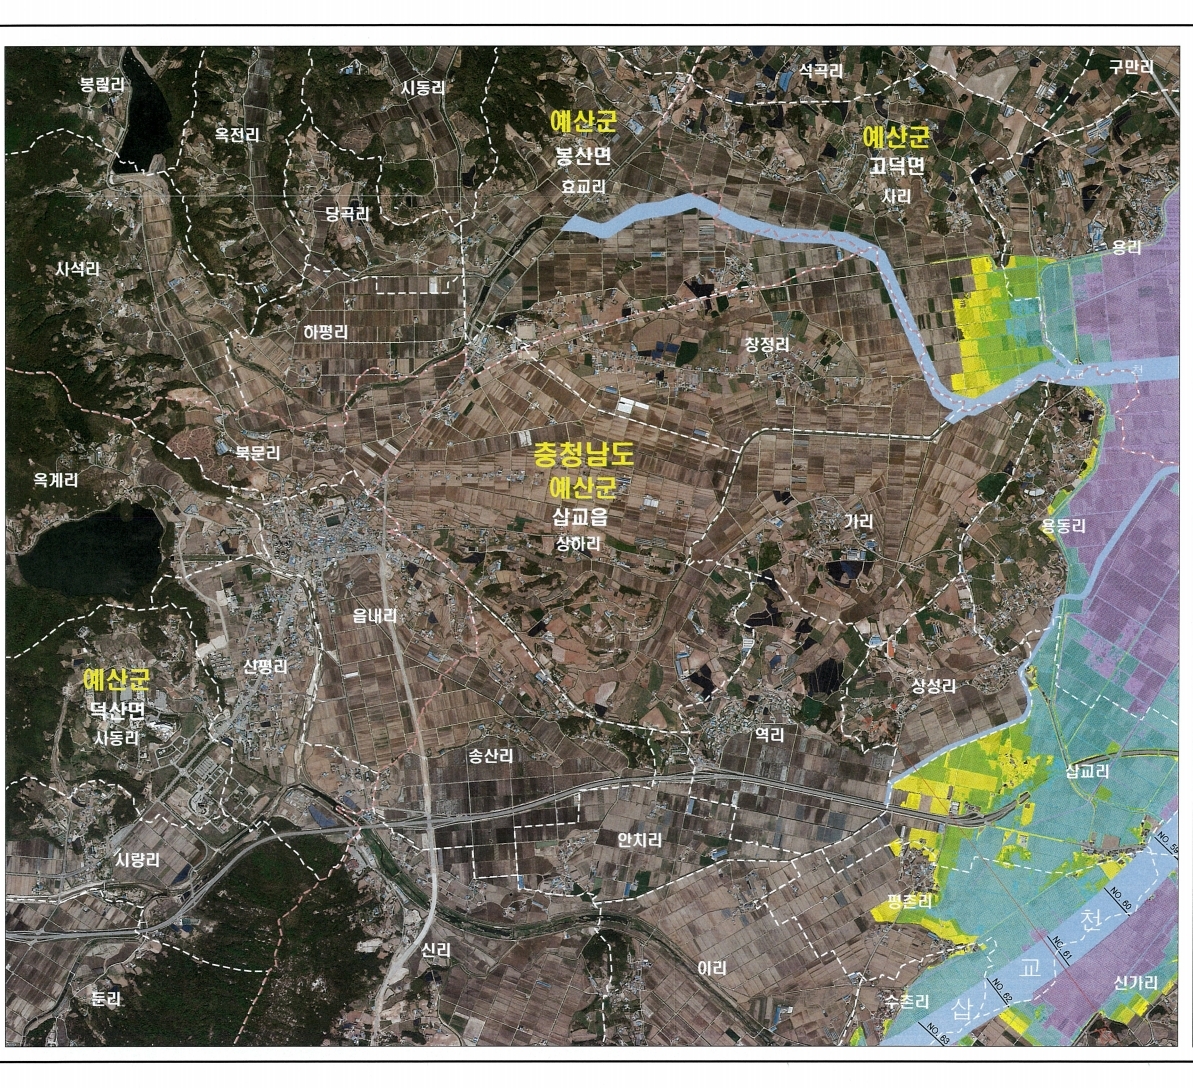 봉림리
시동리
석곡리
구만리
옥전리
예산군
봉산면
효교리
예산군
고덕면
사리
당곡리
용리
사석리
하평리
창정리
북문리
충청남도
예산군
삽교읍
상하리
옥계리
가리
용동리
읍내리
신평리
예산군
덕산면
사동리
상성리
송산리
역리
삽교리
안치리
시량리
NO. 59
평촌리
NO. 60
천
신리
이리
NO. 61
교
NO. 62
신가리
둔리
수촌리
삽
NO. 63